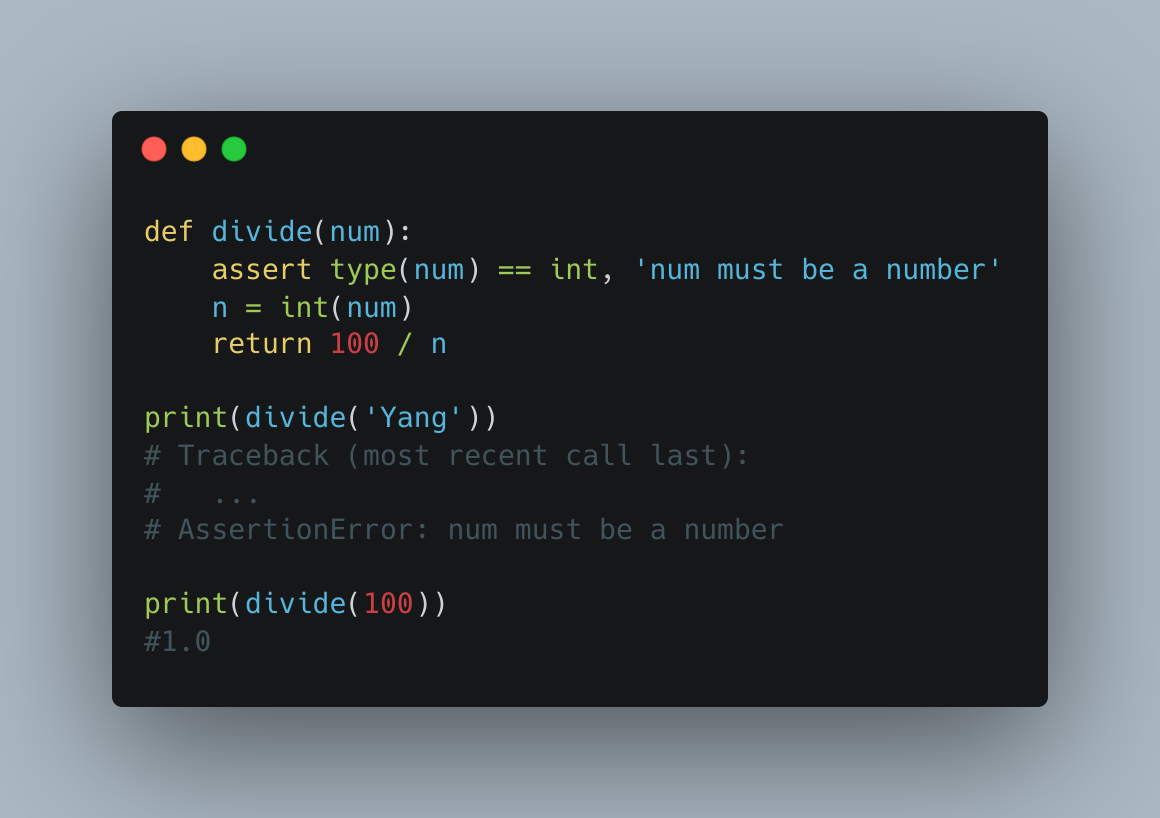 def divide(num):
    assert type(num) == int, 'num must be a number'
    n = int(num)
    return 100 / n

print(divide('Yang'))
# Traceback (most recent call last):
#   ...
# AssertionError: num must be a number

print(divide(100))
#1.0